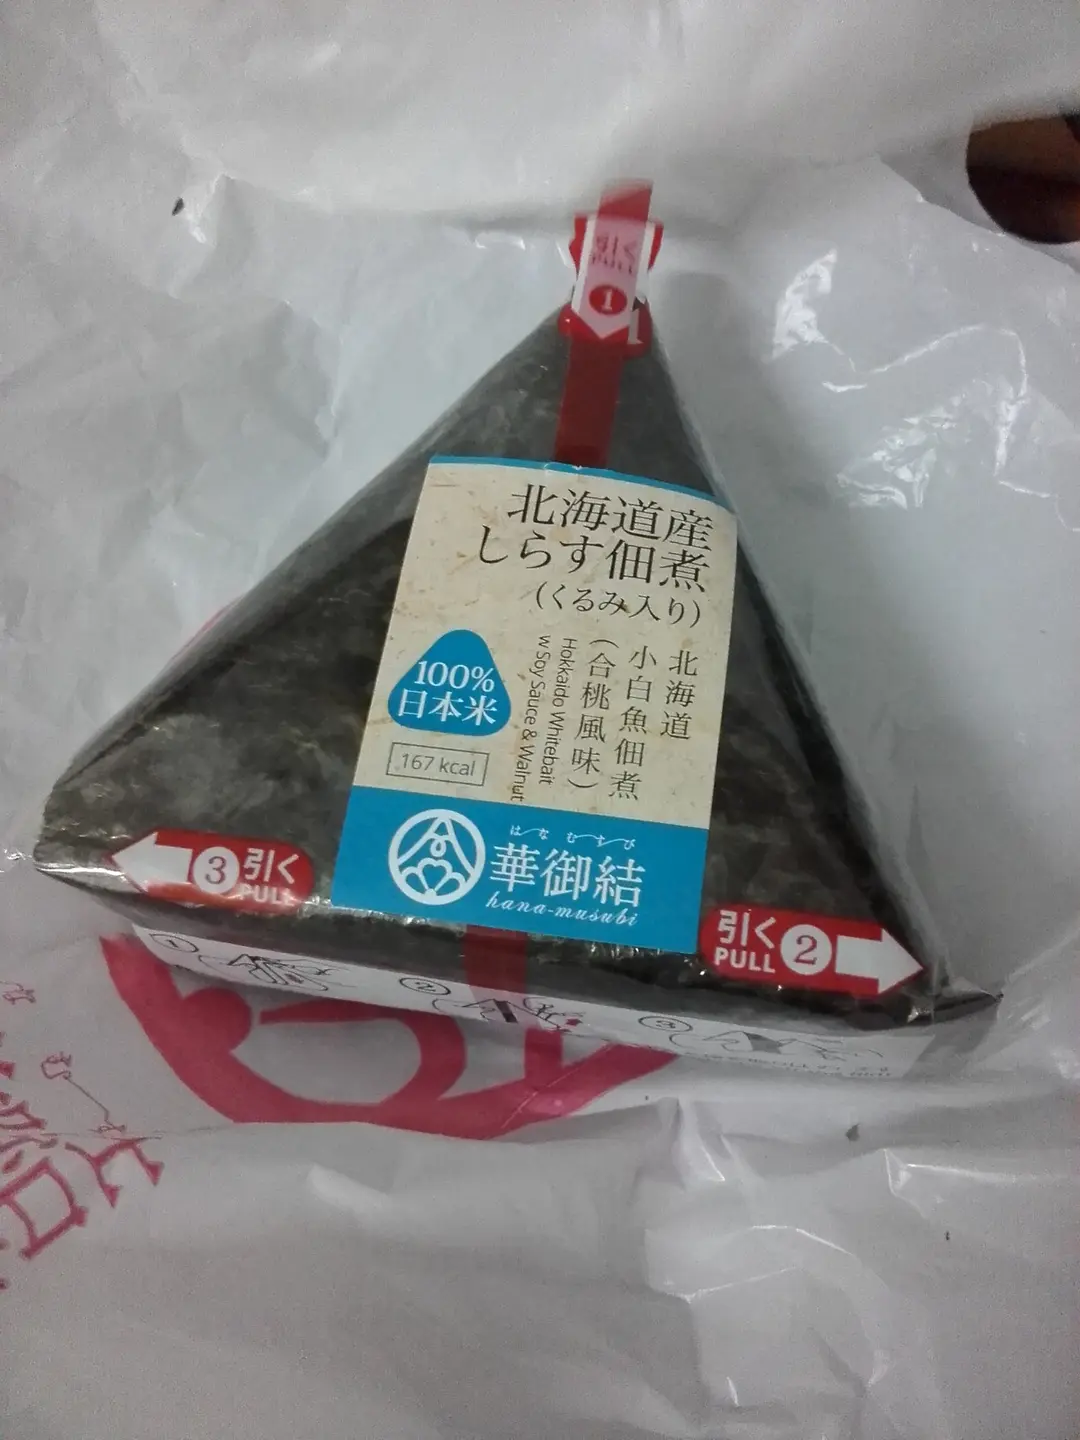 引く
PULL
1
北海道産
しらす佃煮
(くるみ入り)
北海道
小白魚佃煮
(合桃風味)
Hokkaido Whitebait
w Soy Sauce & Walnut
100%
日本米
167 kcal
はなむすび
華御結
hana-musubi
3 引く
PULL
引く 2
PULL
1
2
3